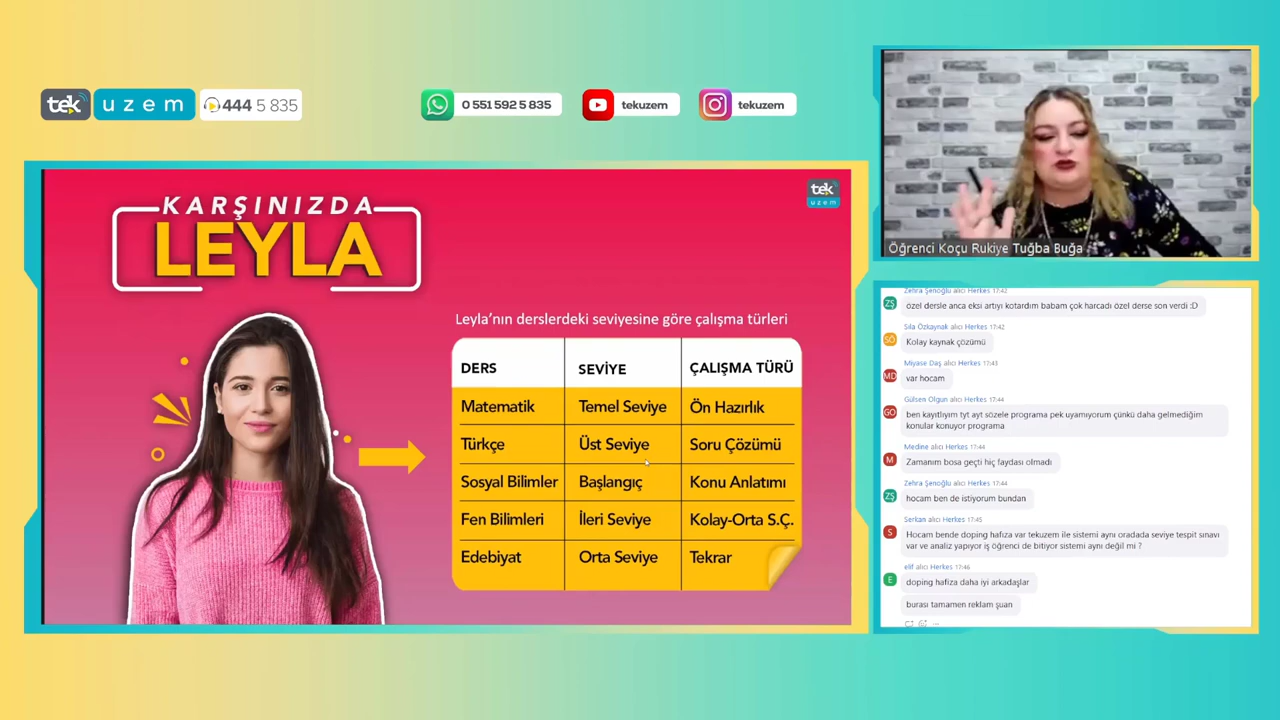 tek uzem 444 5 835
0 551 592 5 835
tekuzem
tekuzem
KARŞINIZDA
LEYLA
tek
uzem
Leyla'nın derslerdeki seviyesine göre çalışma türleri
DERS SEVİYE ÇALIŞMA TÜRÜ
Matematik Temel Seviye Ön Hazırlık
Türkçe Üst Seviye Soru Çözümü
Sosyal Bilimler Başlangıç Konu Anlatımı
Fen Bilimleri İleri Seviye Kolay-Orta S.Ç.
Edebiyat Orta Seviye Tekrar
Öğrenci Koçu Rukiye Tuğba Buğa
Zehra Şenoğlu alıcı Herkes 17:42
ZŞ
özel dersle anca eksi artıyı kotardım babam çok harcadı özel derse son verdi :D
Sıla Özkaynak alıcı Herkes 17:42
SÖ
Kolay kaynak çözümü
Miyase Daş alıcı Herkes 17:43
MD
var hocam
Gülsen Olgun alıcı Herkes 17:44
GO
ben kayıtlıyım tyt ayt sözele programa pek uyamıyorum çünkü daha gelmediğim
konular konuyor programa
Medine alıcı Herkes 17:44
M
Zamanım bosa geçti hiç faydası olmadı
Zehra Şenoğlu alıcı Herkes 17:44
ZŞ
hocam ben de istiyorum bundan
Serkan alıcı Herkes 17:45
S
Hocam bende doping hafıza var tekuzem ile sistemi aynı oradada seviye tespit sınavı
var ve analiz yapıyor iş öğrenci de bitiyor sistemi aynı değil mi ?
elif alıcı Herkes 17:46
E
doping hafıza daha iyi arkadaşlar
burası tamamen reklam şuan